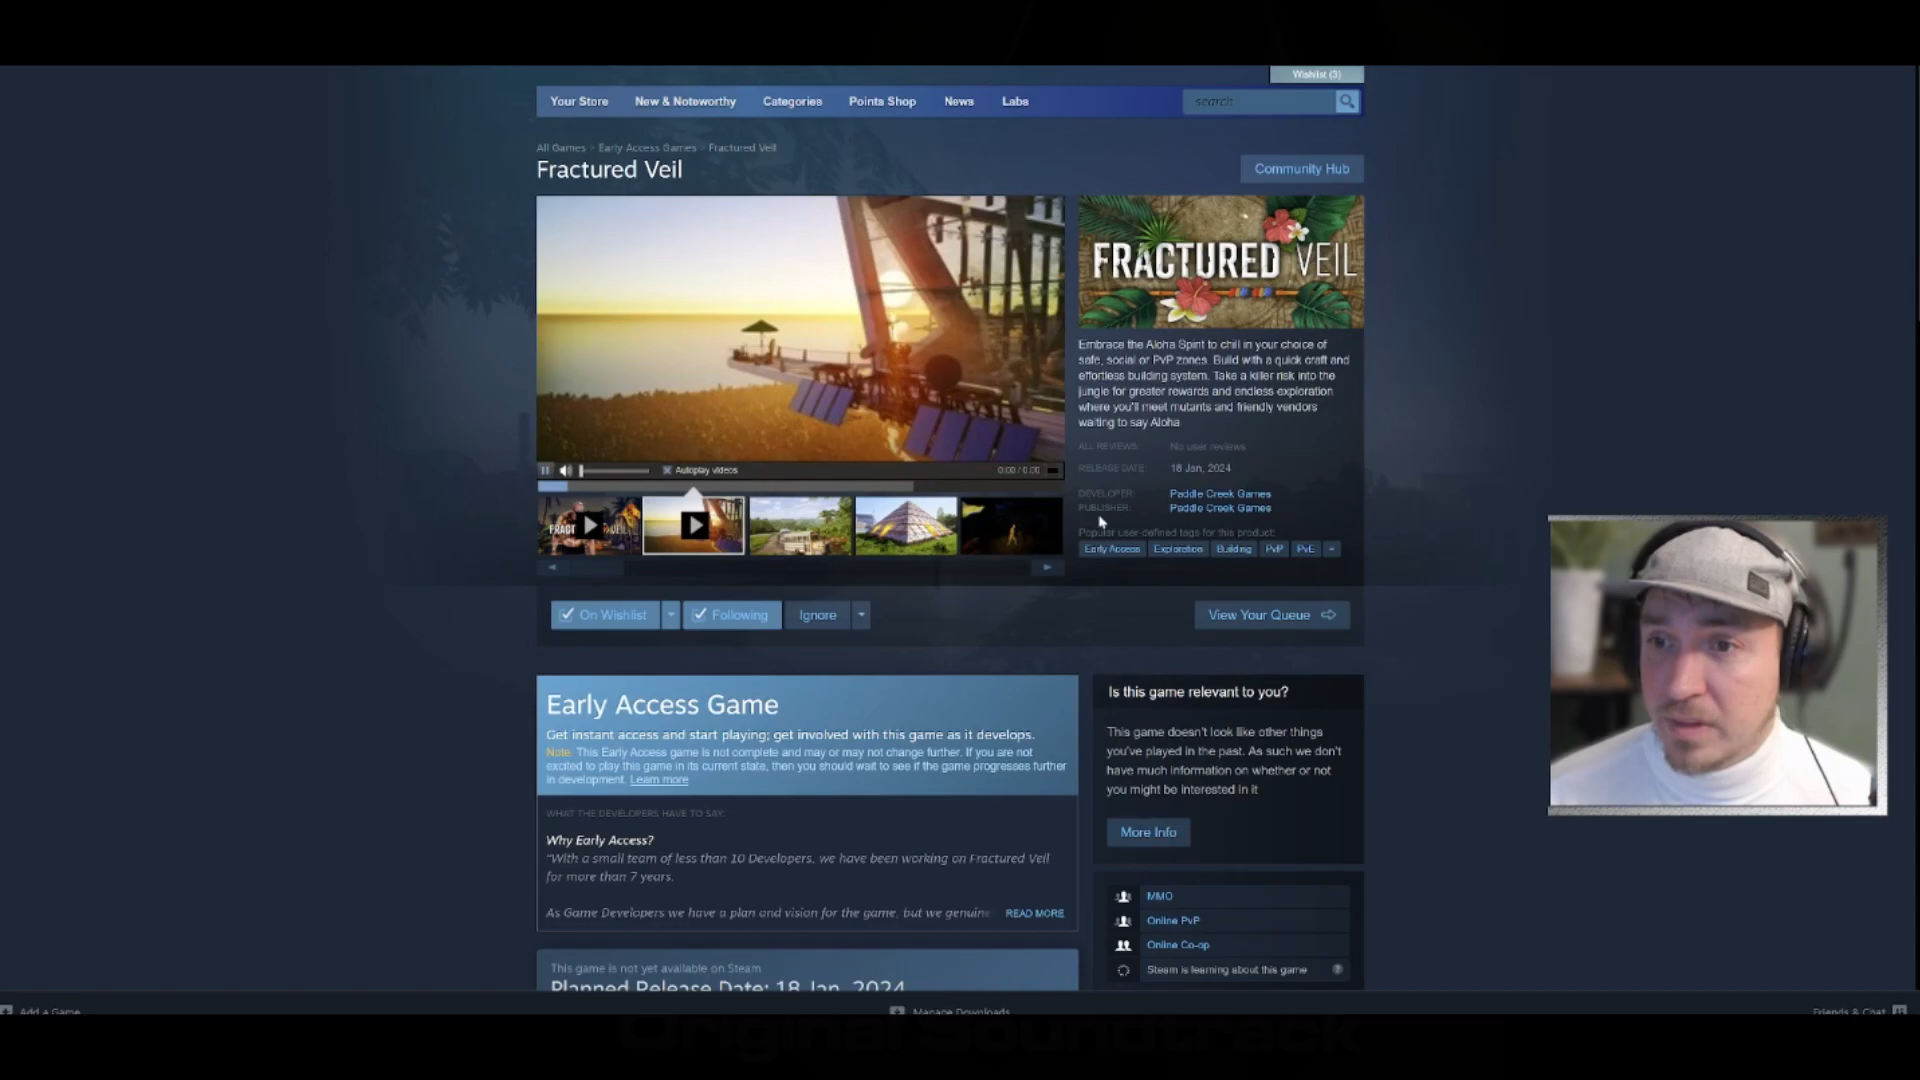 Wishlist (3)
Your Store New & Noteworthy Categories Points Shop News Labs
search
All Games > Early Access Games > Fractured Veil
Fractured Veil
Community Hub
FRACTURED VEIL
Embrace the Aloha Spirit to chill in your choice of
safe, social or PvP zones. Build with a quick craft and
effortless building system. Take a killer risk into the
jungle for greater rewards and endless exploration
where you'll meet mutants and friendly vendors
waiting to say Aloha
ALL REVIEWS: No user reviews
RELEASE DATE: 18 Jan, 2024
DEVELOPER: Paddle Creek Games
PUBLISHER: Paddle Creek Games
Popular user-defined tags for this product:
Early Access Exploration Building PvP PvE
Autoplay videos
0:00 / 0:00
On Wishlist Following Ignore View Your Queue
Early Access Game
Get instant access and start playing; get involved with this game as it develops.
Note: This Early Access game is not complete and may or may not change further. If you are not
excited to play this game in its current state, then you should wait to see if the game progresses further
in development. Learn more
WHAT THE DEVELOPERS HAVE TO SAY:
Why Early Access?
"With a small team of less than 10 Developers, we have been working on Fractured Veil
for more than 7 years.
As Game Developers we have a plan and vision for the game, but we genuine
READ MORE
This game is not yet available on Steam
Planned Release Date: 18 Jan, 2024
Is this game relevant to you?
This game doesn't look like other things
you've played in the past. As such we don't
have much information on whether or not
you might be interested in it
More Info
MMO
Online PvP
Online Co-op
Steam is learning about this game ?
Add a Game
Manage Downloads
Friends & Chat
Original Soundtrack